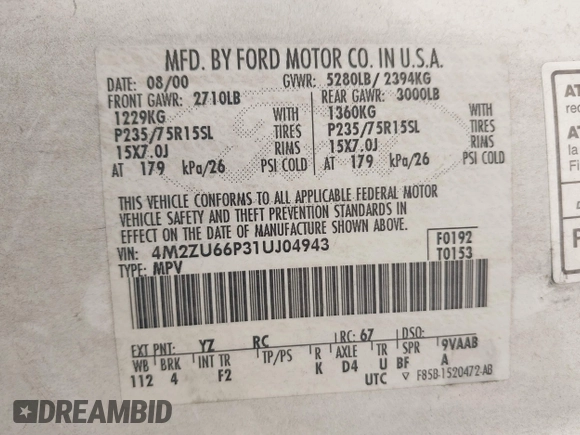 MFD. BY FORD MOTOR CO. IN U.S.A.
DATE: 08/00 GVWR: 5280LB/ 2394KG
FRONT GAWR: 2710LB REAR GAWR: 3000LB
1229KG WITH 1360KG WITH
P235/75R15SL TIRES P235/75R15SL TIRES
15X7.0J RIMS 15X7.0J RIMS
AT 179 kPa/26 PSI COLD AT 179 kPa/26 PSI COLD
THIS VEHICLE CONFORMS TO ALL APPLICABLE FEDERAL MOTOR
VEHICLE SAFETY AND THEFT PREVENTION STANDARDS IN
EFFECT ON THE DATE OF MANUFACTURE SHOWN ABOVE.
VIN: 4M2ZU66P31UJ04943 F0192
TYPE: MPV T0153
EXT PNT: YZ RC RC: 67 DSO:
WB BRK INT TR TP/PS R AXLE TR SPR 9VAAB
112 4 F2 K D4 U BF A
UTC ▽ F85B-1520472-AB
AT
rec
AT
la
Fi
DREAMBID